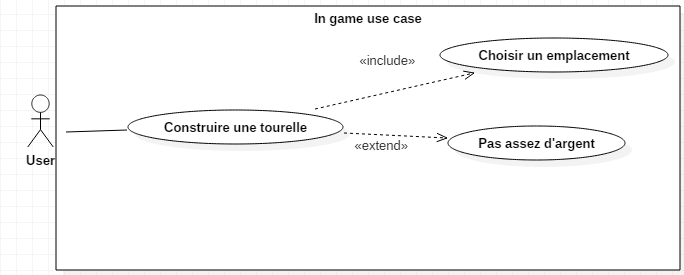 In game use case
Choisir un emplacement
«include»
Construire une tourelle
«extend»
Pas assez d'argent
User